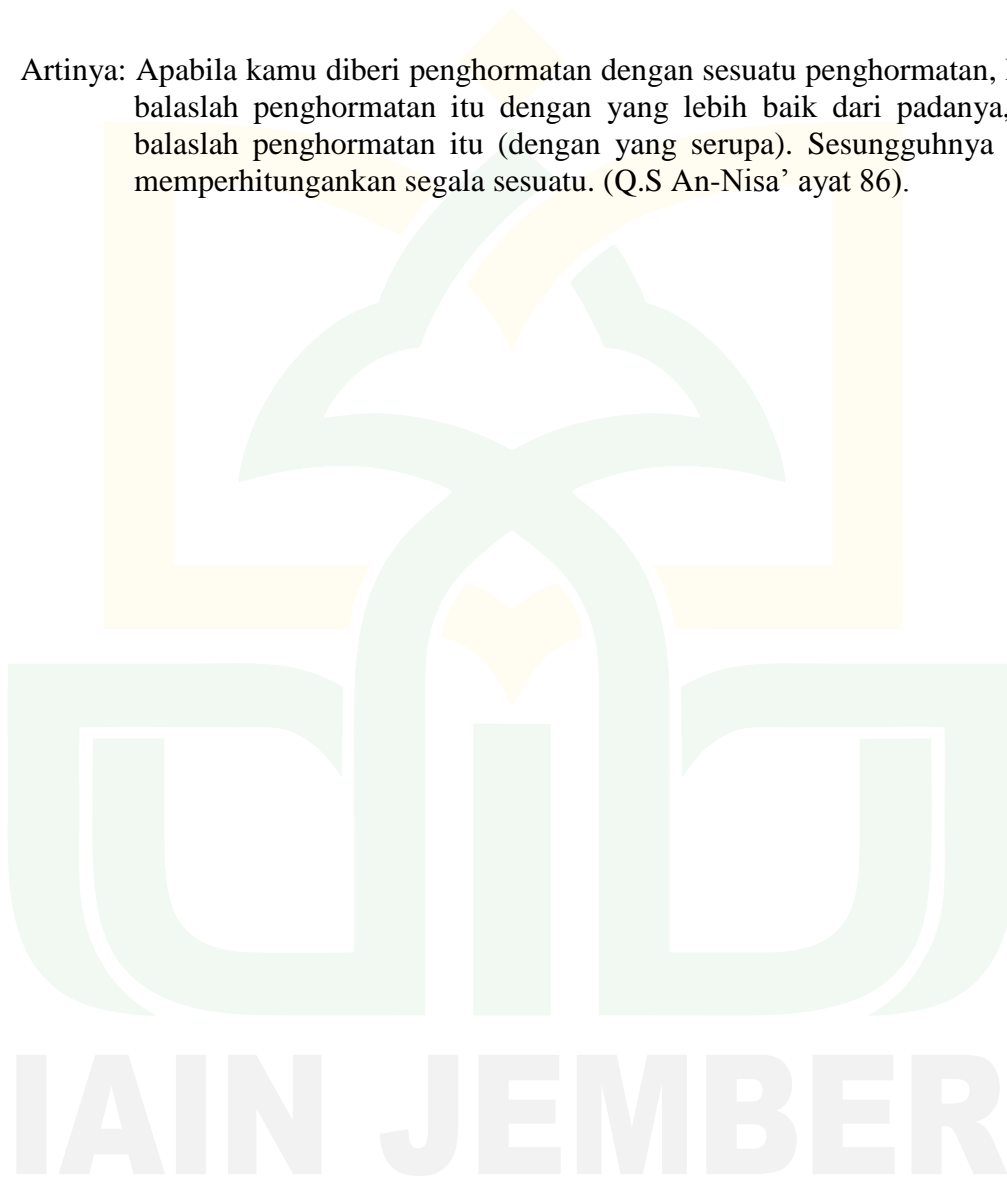 Artinya: Apabila kamu diberi penghormatan dengan sesuatu penghormatan,
balaslah penghormatan itu dengan yang lebih baik dari padanya,
balaslah penghormatan itu (dengan yang serupa). Sesungguhnya
memperhitungankan segala sesuatu. (Q.S An-Nisa’ ayat 86).
IAIN JEMBER